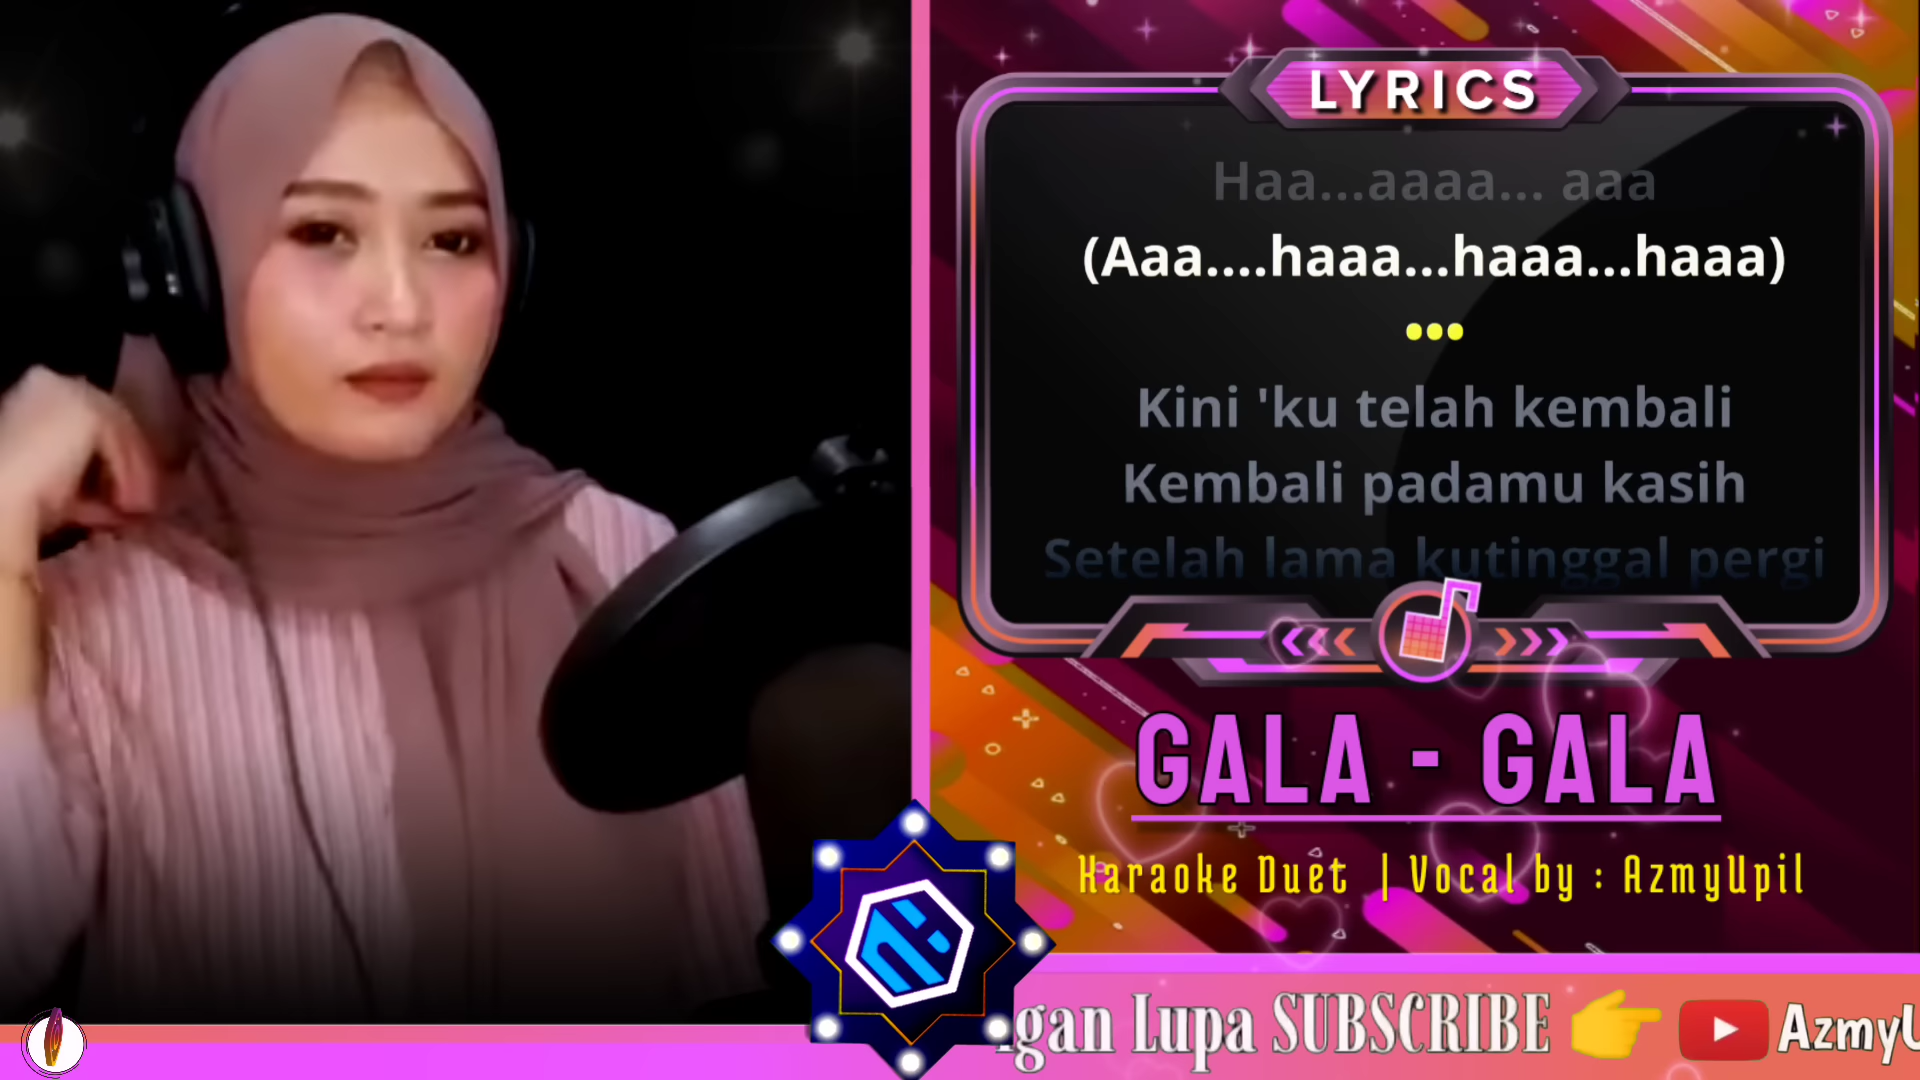 LYRICS
Haa...aaaa... aaa
(Aaa....haaa...haaa...haaa)
•••
Kini 'ku telah kembali
Kembali padamu kasih
Setelah lama kutinggal pergi
GALA - GALA
Karaoke Duet | Vocal by : AzmyUpil
gan Lupa SUBSCRIBE 👉 AzmyU